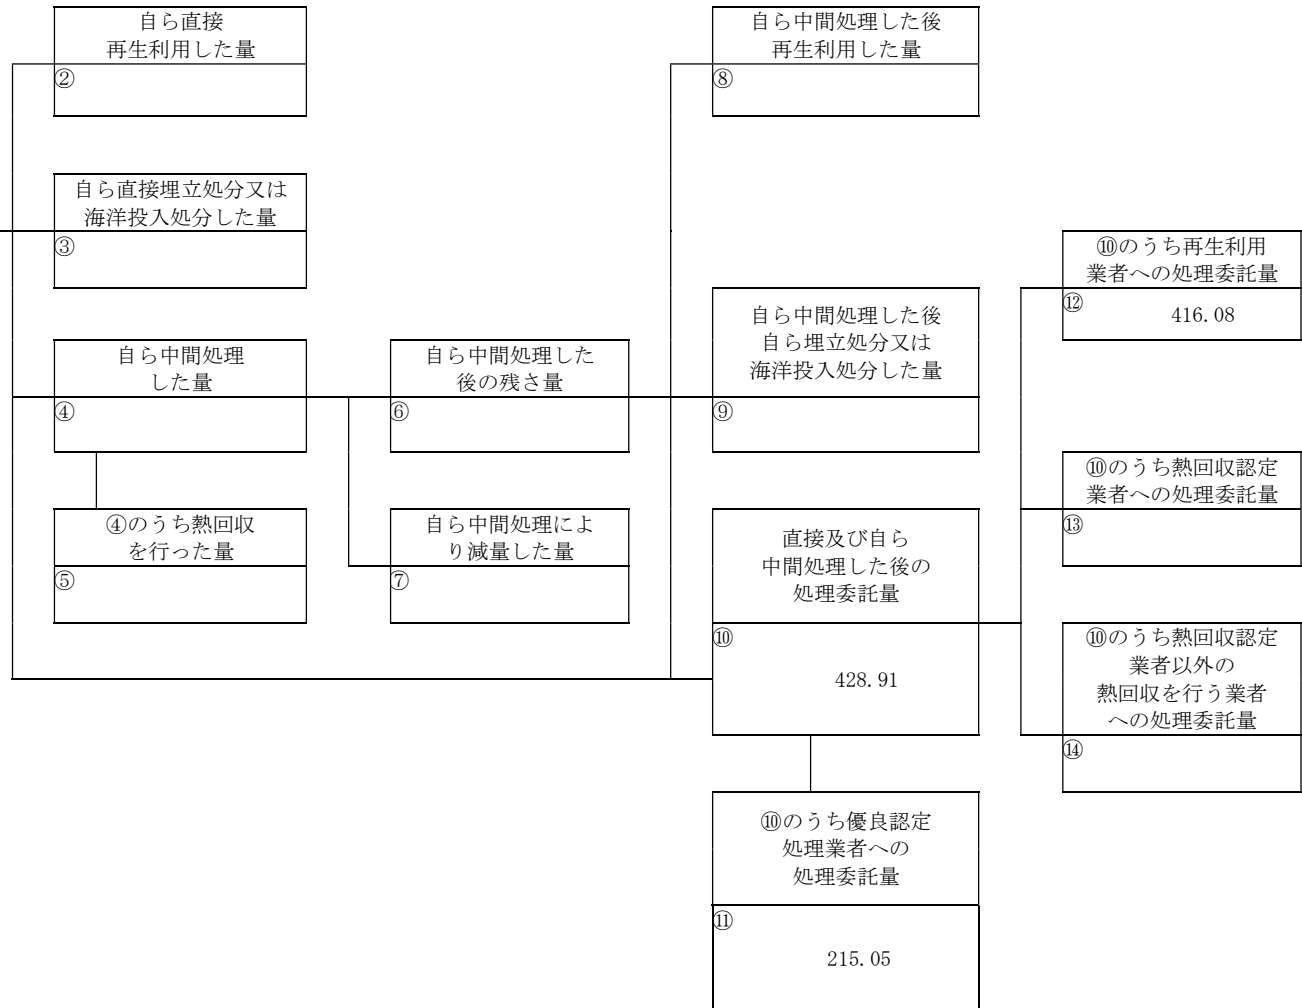 自ら直接
再生利用した量
②
自ら中間処理した後
再生利用した量
⑧
自ら直接埋立処分又は
海洋投入処分した量
③
⑩のうち再生利用
業者への処理委託量
⑫
416.08
自ら中間処理
した量
④
自ら中間処理した
後の残さ量
⑥
自ら中間処理した後
自ら埋立処分又は
海洋投入処分した量
⑨
⑩のうち熱回収認定
業者への処理委託量
⑬
④のうち熱回収
を行った量
⑤
自ら中間処理によ
り減量した量
⑦
直接及び自ら
中間処理した後の
処理委託量
⑩
428.91
⑩のうち熱回収認定
業者以外の
熱回収を行う業者
への処理委託量
⑭
⑩のうち優良認定
処理業者への
処理委託量
⑪
215.05